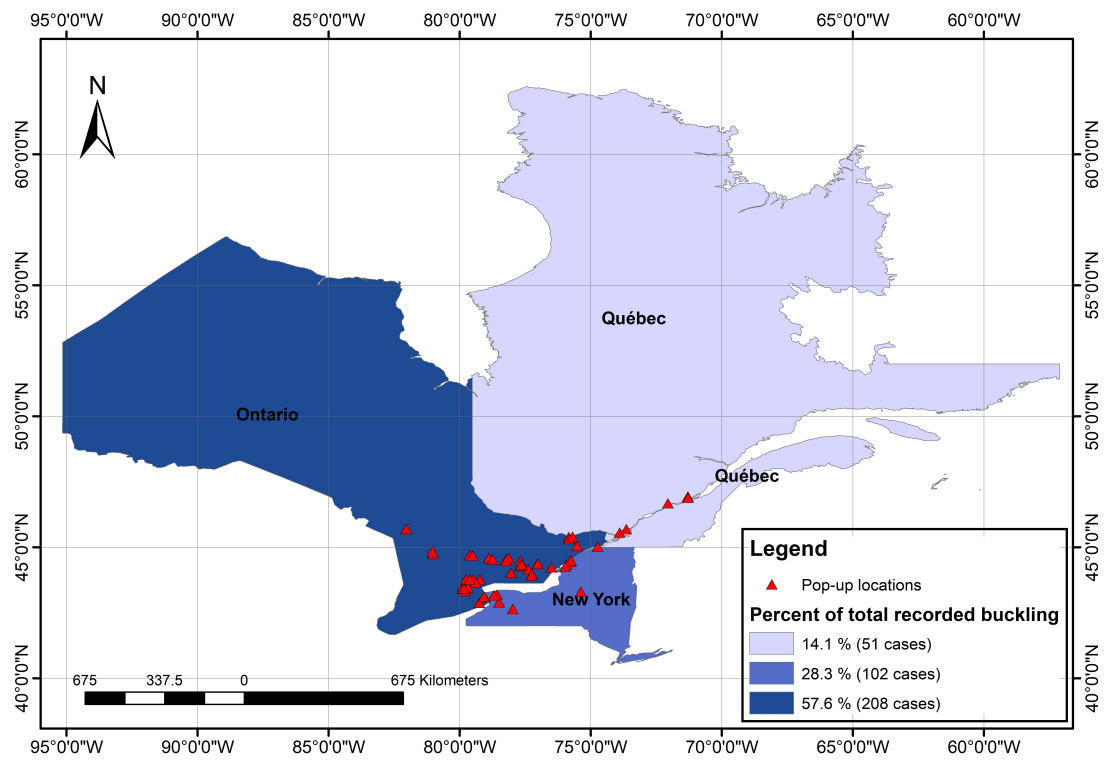 95°0'0"W 90°0'0"W 85°0'0"W 80°0'0"W 75°0'0"W 70°0'0"W 65°0'0"W 60°0'0"W
N
60°0'0"N
60°0'0"N
55°0'0"N
55°0'0"N
Québec
Ontario
50°0'0"N
50°0'0"N
Québec
45°0'0"N
45°0'0"N
New York
Legend
Pop-up locations
Percent of total recorded buckling
14.1 % (51 cases)
28.3 % (102 cases)
57.6 % (208 cases)
40°0'0"N
40°0'0"N
675 337.5 0 675 Kilometers
95°0'0"W 90°0'0"W 85°0'0"W 80°0'0"W 75°0'0"W 70°0'0"W 65°0'0"W 60°0'0"W